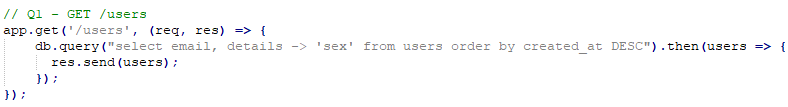 // Q1 - GET /users
app.get('/users', (req, res) => {
    db.query("select email, details -> 'sex' from users order by created_at DESC").then(users => {
      res.send(users);
    });
});